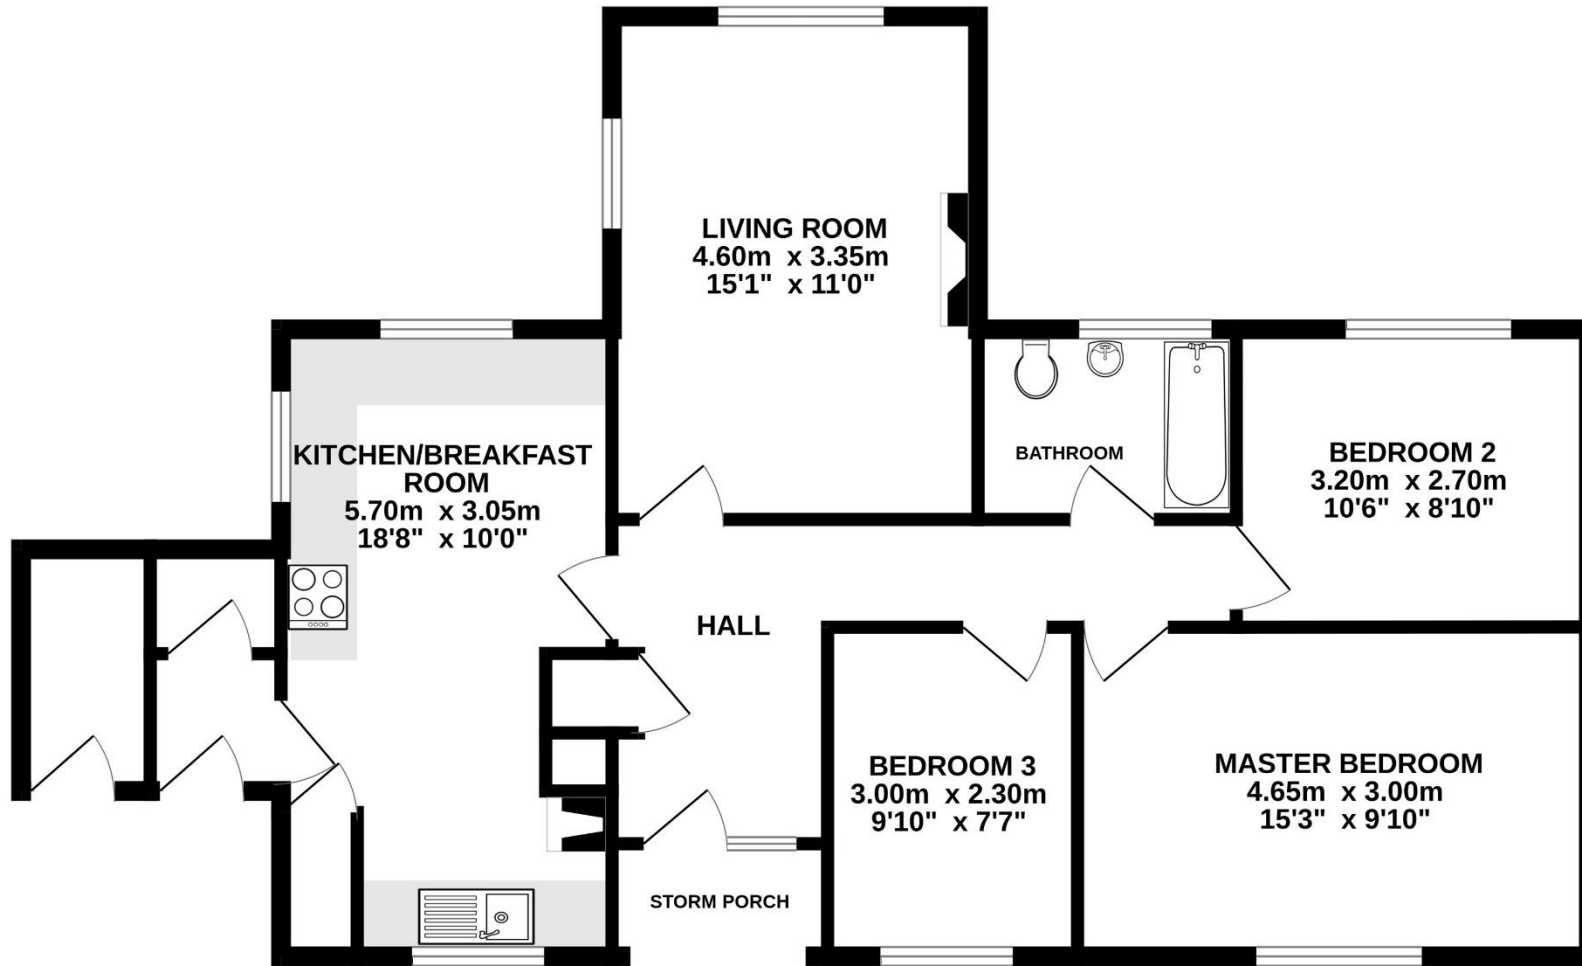 LIVING ROOM
4.60m x 3.35m
15'1" x 11'0"
KITCHEN/BREAKFAST
ROOM
5.70m x 3.05m
18'8" x 10'0"
BATHROOM
BEDROOM 2
3.20m x 2.70m
10'6" x 8'10"
HALL
BEDROOM 3
3.00m x 2.30m
9'10" x 7'7"
MASTER BEDROOM
4.65m x 3.00m
15'3" x 9'10"
STORM PORCH